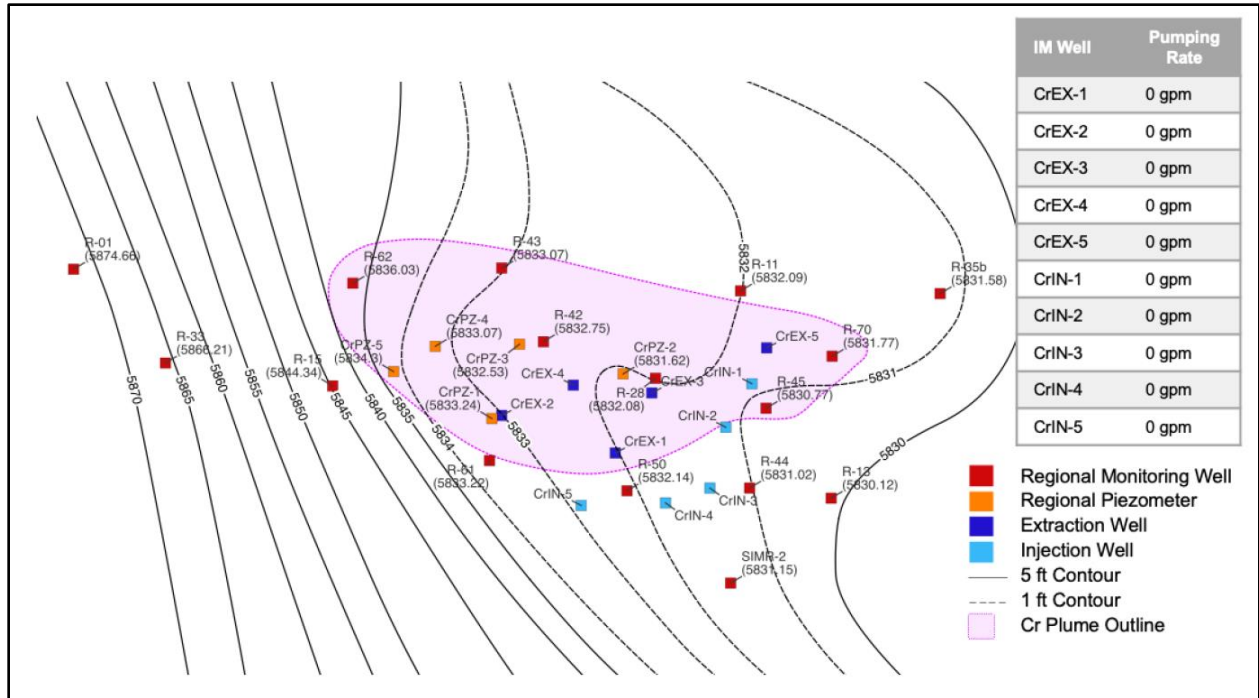 IM Well Pumping
Rate
CrEX-1 0 gpm
CrEX-2 0 gpm
CrEX-3 0 gpm
CrEX-4 0 gpm
CrEX-5 0 gpm
CrIN-1 0 gpm
CrIN-2 0 gpm
CrIN-3 0 gpm
CrIN-4 0 gpm
CrIN-5 0 gpm
Regional Monitoring Well
Regional Piezometer
Extraction Well
Injection Well
5 ft Contour
1 ft Contour
Cr Plume Outline
R-01
(5874.66)
R-33
(5866.21)
R-15
(5844.34)
R-62
(5836.03)
R-43
(5833.07)
R-11
(5832.09)
R-35b
(5831.58)
CrPZ-4
(5833.07)
R-42
(5832.75)
CrPZ-5
(5834.3)
CrPZ-3
(5832.53)
CrPZ-2
(5831.62)
CrEX-5
R-70
(5831.77)
CrEX-4
CrEX-3
R-28
(5832.08)
CrIN-1
R-45
(5830.77)
CrPZ-1
(5833.24)
CrEX-2
CrIN-2
CrEX-1
R-61
(5833.22)
R-50
(5832.14)
R-44
(5831.02)
R-13
(5830.12)
CrIN-5
CrIN-4
CrIN-3
SIMR-2
(5831.15)
5870
5865
5860
5855
5850
5845
5840
5835
5834
5833
5832
5831
5830